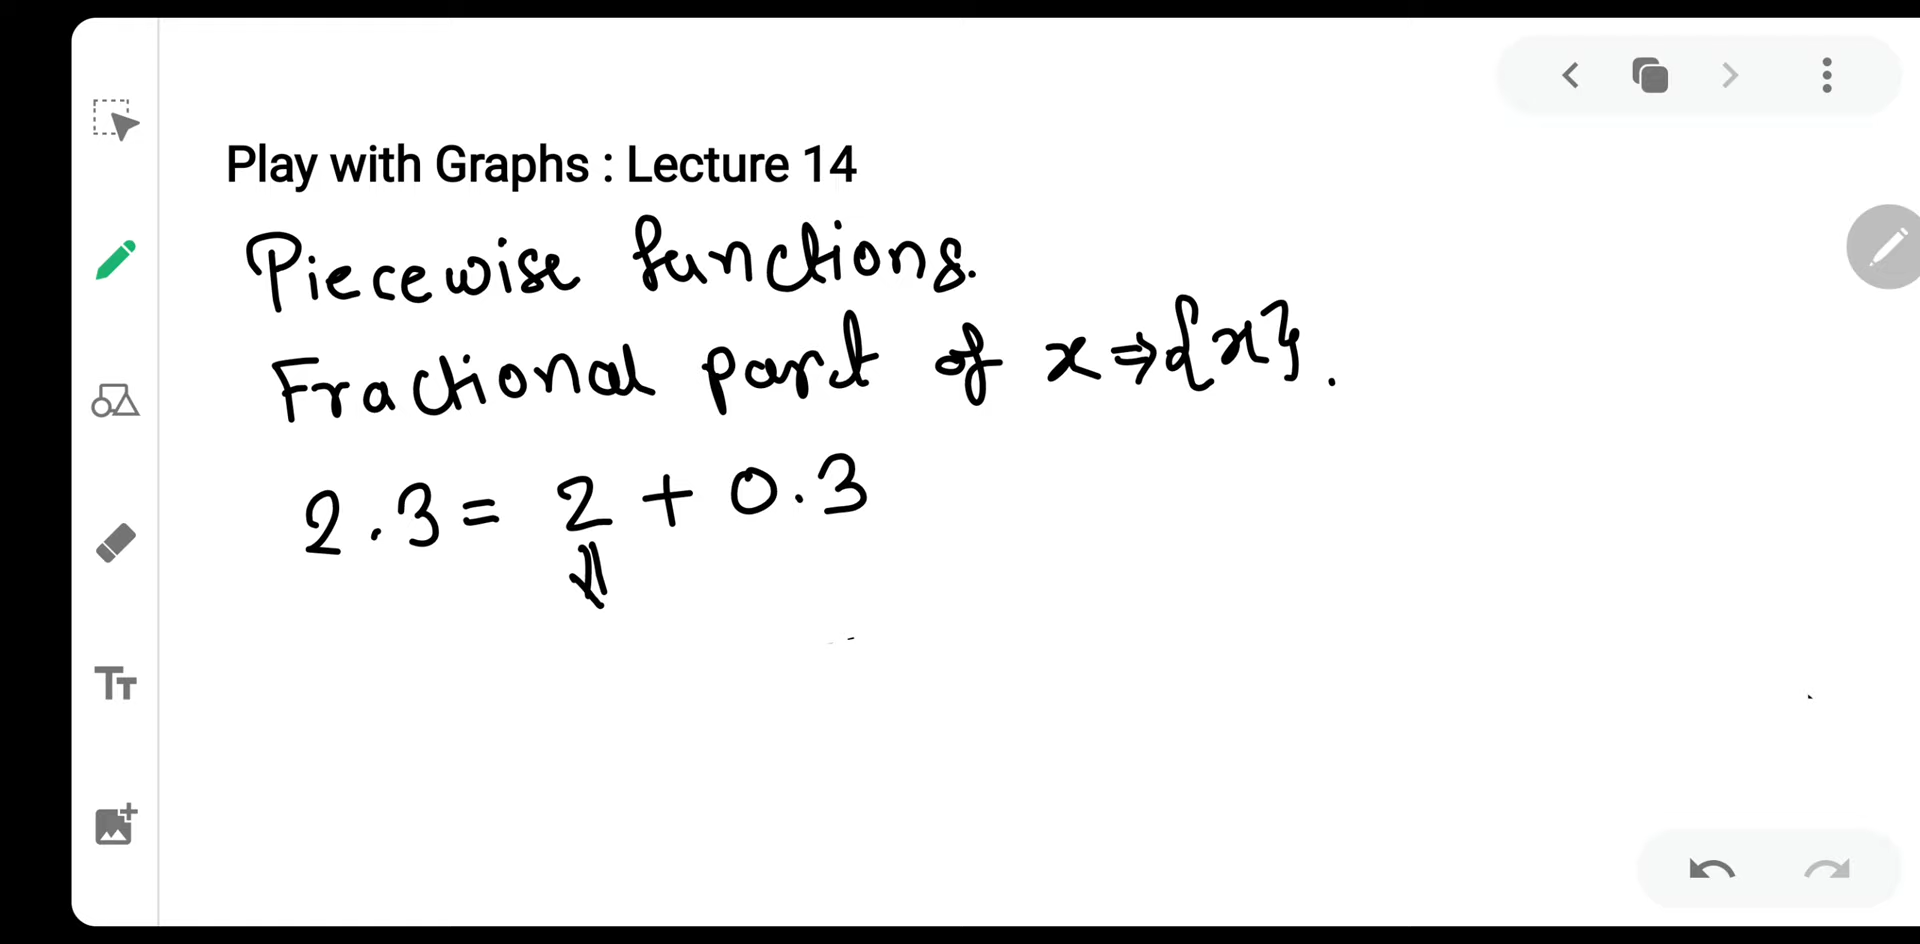 Play with Graphs : Lecture 14
Piecewise functions.
Fractional part of x ⇒ {x}.
2.3 = 2 + 0.3